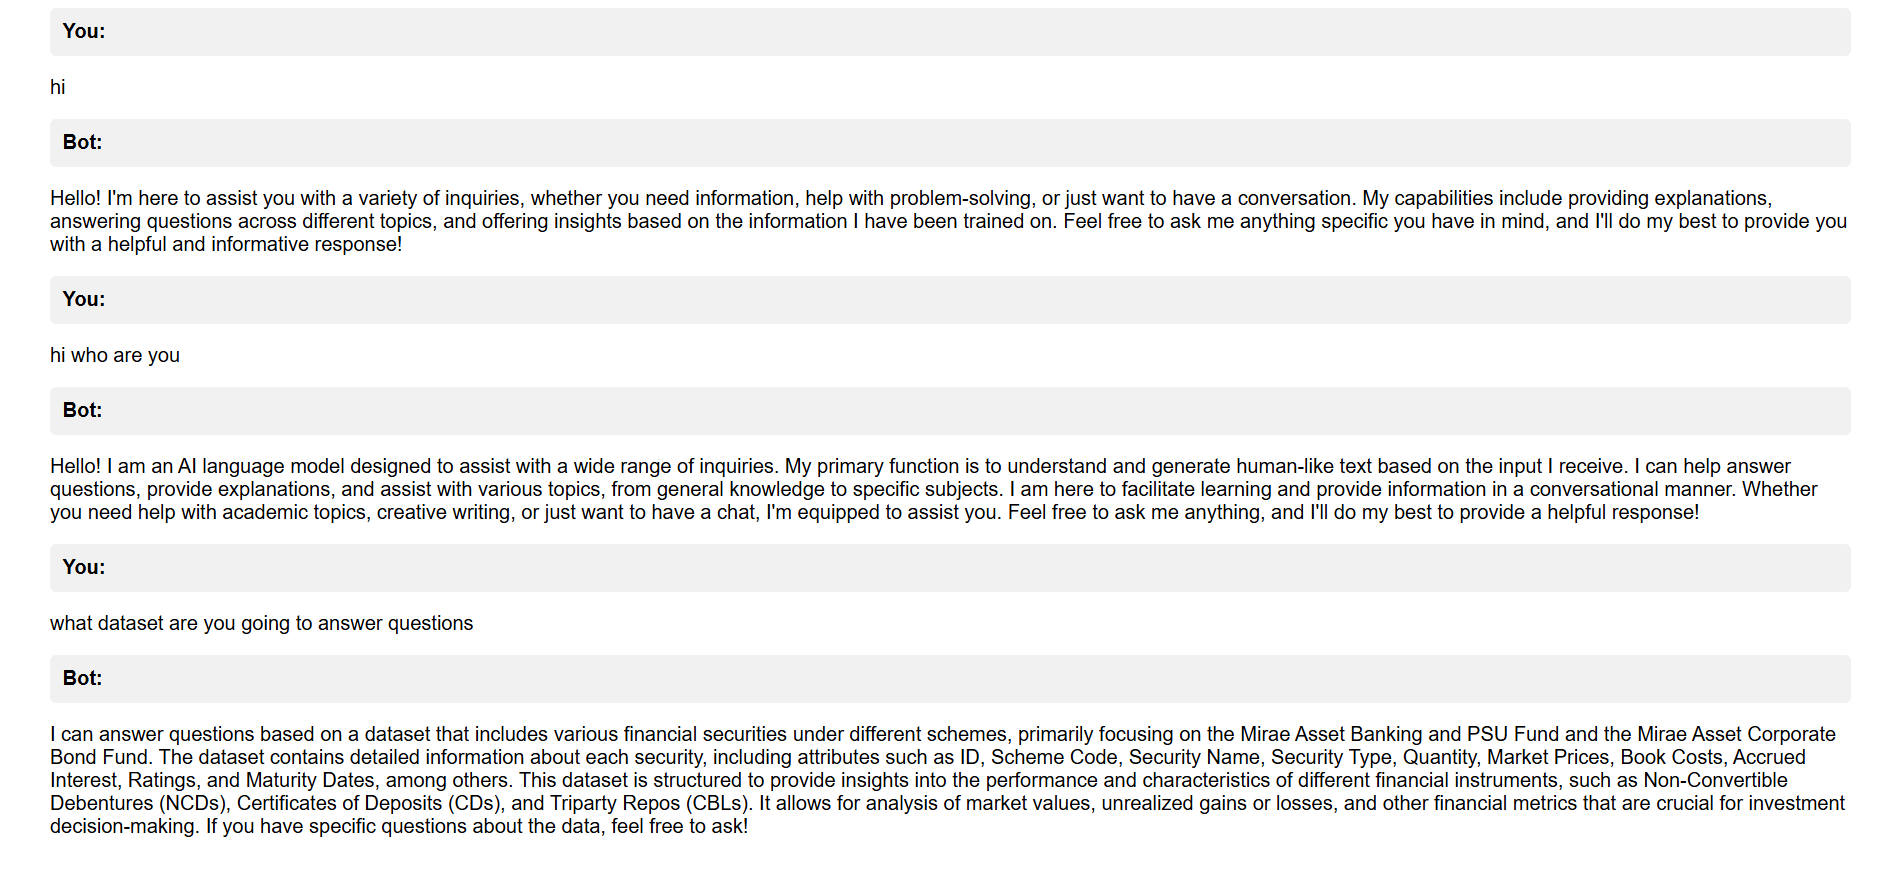 You:
hi
Bot:
Hello! I'm here to assist you with a variety of inquiries, whether you need information, help with problem-solving, or just want to have a conversation. My capabilities include providing explanations,
answering questions across different topics, and offering insights based on the information I have been trained on. Feel free to ask me anything specific you have in mind, and I'll do my best to provide you
with a helpful and informative response!
You:
hi who are you
Bot:
Hello! I am an AI language model designed to assist with a wide range of inquiries. My primary function is to understand and generate human-like text based on the input I receive. I can help answer
questions, provide explanations, and assist with various topics, from general knowledge to specific subjects. I am here to facilitate learning and provide information in a conversational manner. Whether
you need help with academic topics, creative writing, or just want to have a chat, I'm equipped to assist you. Feel free to ask me anything, and I'll do my best to provide a helpful response!
You:
what dataset are you going to answer questions
Bot:
I can answer questions based on a dataset that includes various financial securities under different schemes, primarily focusing on the Mirae Asset Banking and PSU Fund and the Mirae Asset Corporate
Bond Fund. The dataset contains detailed information about each security, including attributes such as ID, Scheme Code, Security Name, Security Type, Quantity, Market Prices, Book Costs, Accrued
Interest, Ratings, and Maturity Dates, among others. This dataset is structured to provide insights into the performance and characteristics of different financial instruments, such as Non-Convertible
Debentures (NCDs), Certificates of Deposits (CDs), and Triparty Repos (CBLs). It allows for analysis of market values, unrealized gains or losses, and other financial metrics that are crucial for investment
decision-making. If you have specific questions about the data, feel free to ask!